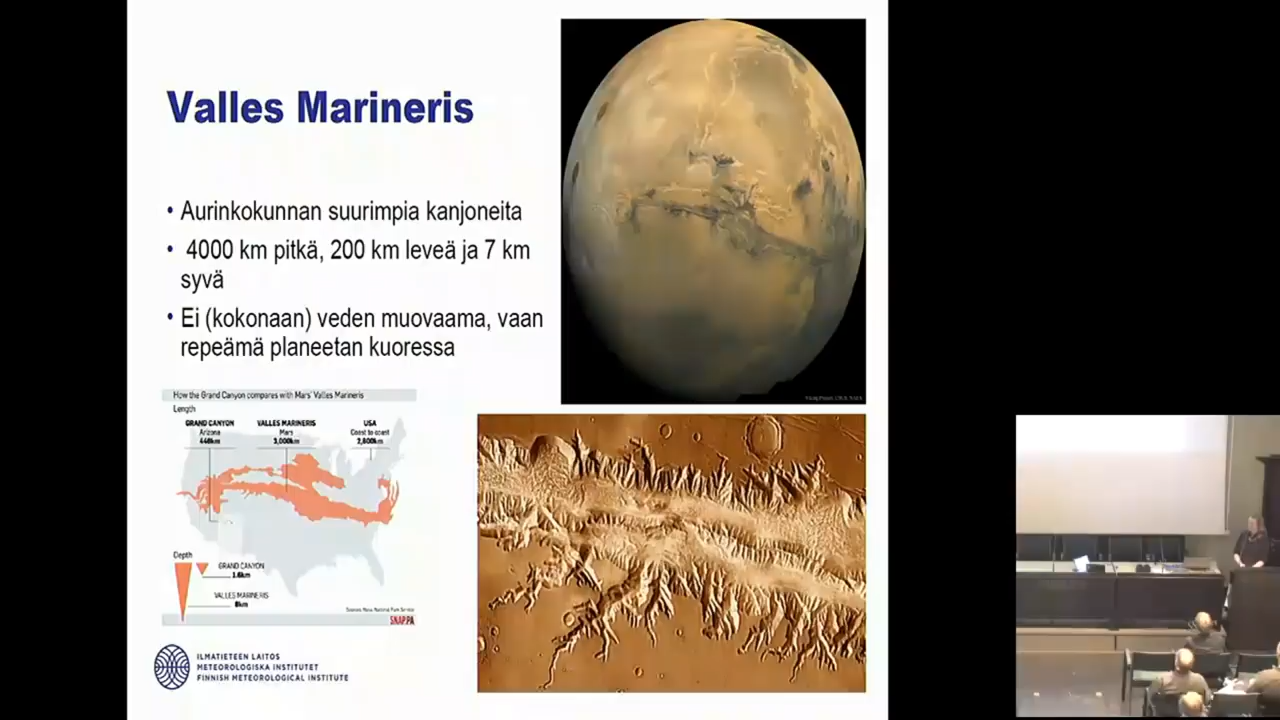 Valles Marineris
• Aurinkokunnan suurimpia kanjoneita
• 4000 km pitkä, 200 km leveä ja 7 km
syvä
• Ei (kokonaan) veden muovaama, vaan
repeämä planeetan kuoressa
How the Grand Canyon compares with Mars' Valles Marineris
Length
GRAND CANYON
Arizona
446km
VALLES MARINERIS
Mars
3,000km
USA
Coast to coast
2,800km
Depth
GRAND CANYON
1.6km
VALLES MARINERIS
8km
SNAP.PA
ILMATIETEEN LAITOS
METEOROLOGISKA INSTITUTET
FINNISH METEOROLOGICAL INSTITUTE